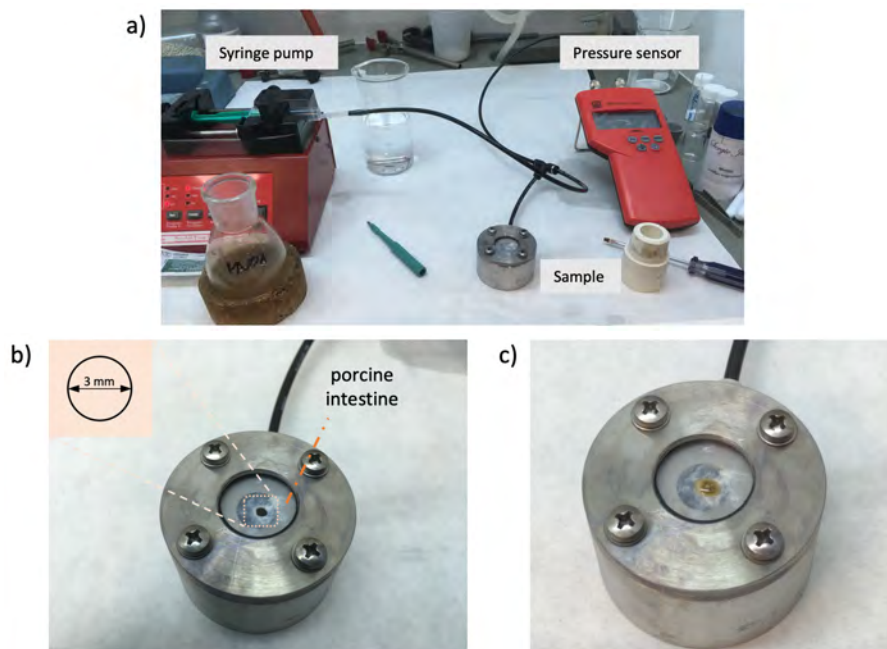 a)
Syringe pump
Pressure sensor
Sample
b)
3 mm
porcine
intestine
c)